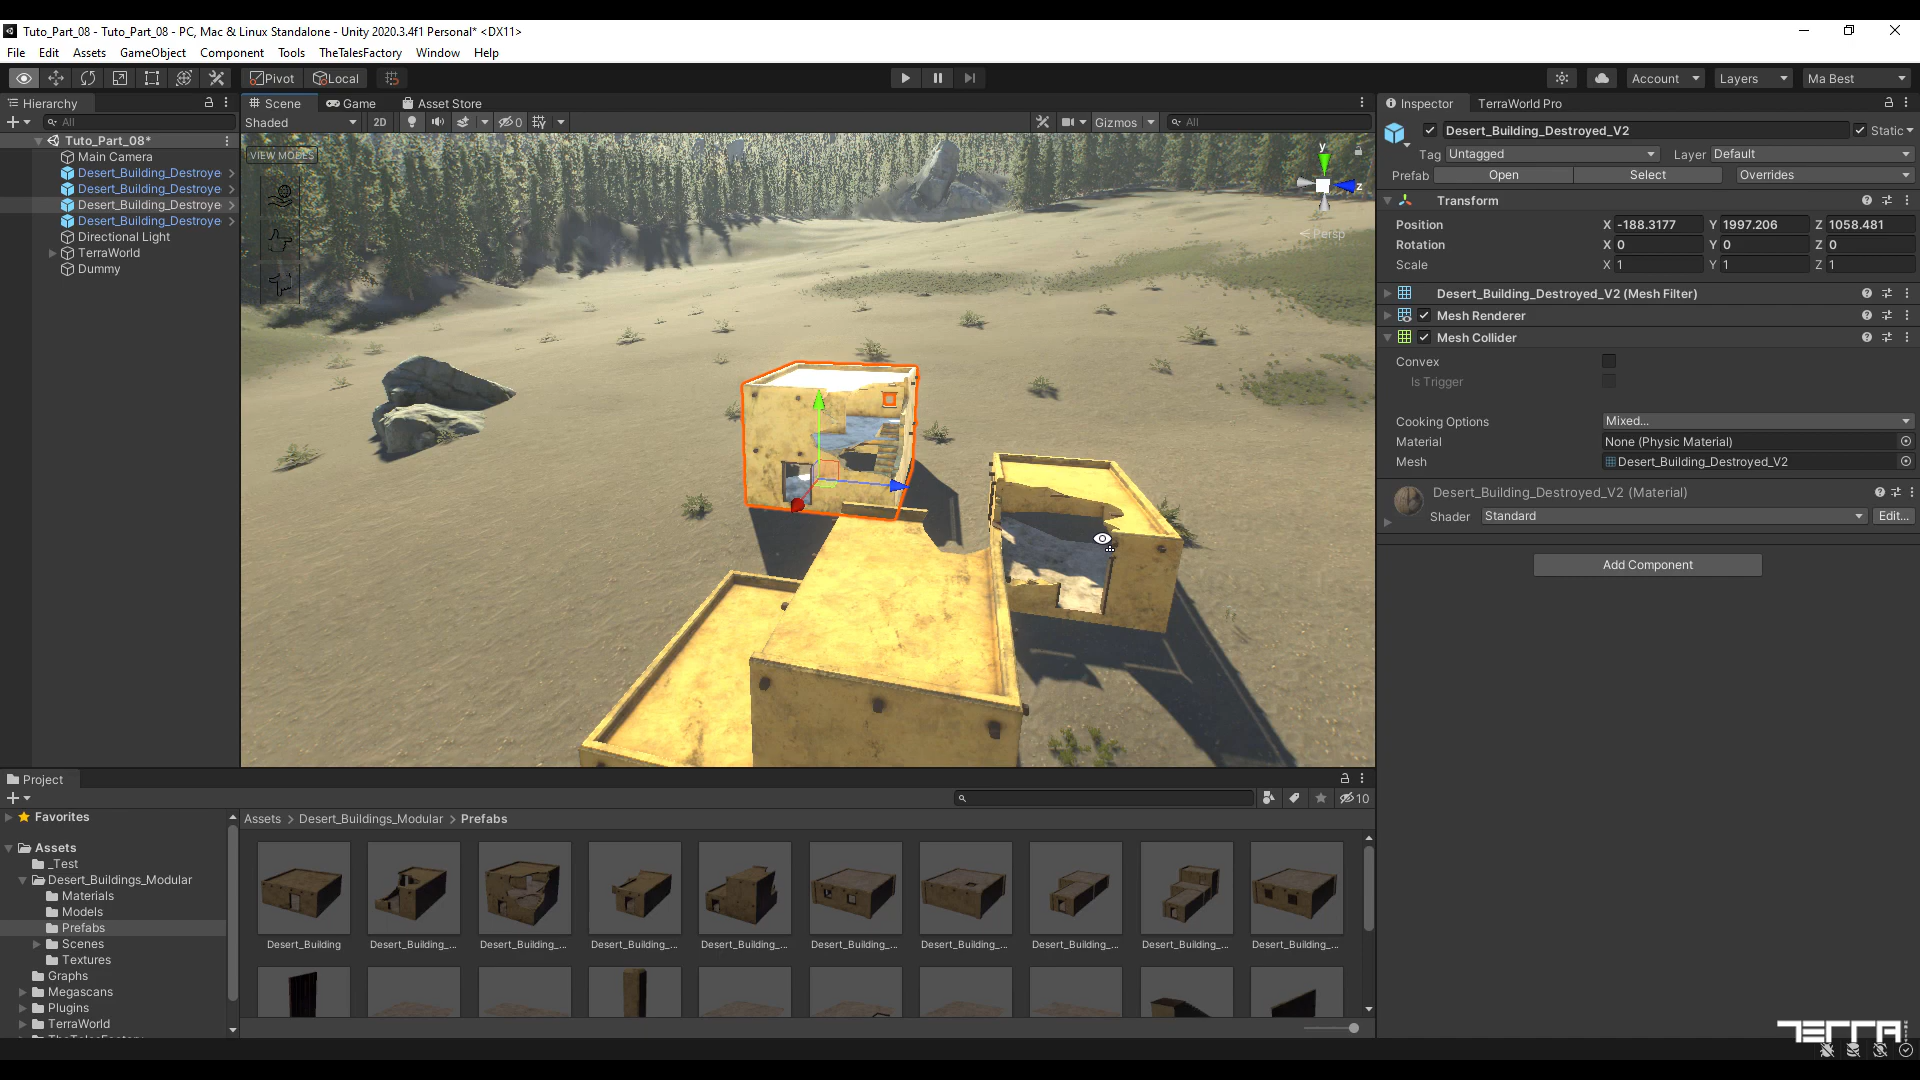 Tuto_Part_08 - Tuto_Part_08 - PC, Mac & Linux Standalone - Unity 2020.3.4f1 Personal* <DX11>
File Edit Assets GameObject Component Tools TheTalesFactory Window Help
Pivot Local Account Layers Ma Best
Hierarchy
All
Tuto_Part_08*
Main Camera
Desert_Building_Destroye
Desert_Building_Destroye
Desert_Building_Destroye
Desert_Building_Destroye
Directional Light
TerraWorld
Dummy
Scene Game Asset Store
Shaded 2D 0 Gizmos All
VIEW MODES
y
z
< Persp
Inspector TerraWorld Pro
Desert_Building_Destroyed_V2 Static
Tag Untagged Layer Default
Prefab Open Select Overrides
Transform
Position X -188.3177 Y 1997.206 Z 1058.481
Rotation X 0 Y 0 Z 0
Scale X 1 Y 1 Z 1
Desert_Building_Destroyed_V2 (Mesh Filter)
Mesh Renderer
Mesh Collider
Convex
Is Trigger
Cooking Options Mixed...
Material None (Physic Material)
Mesh Desert_Building_Destroyed_V2
Desert_Building_Destroyed_V2 (Material)
Shader Standard Edit...
Add Component
Project
10
Favorites
Assets
_Test
Desert_Buildings_Modular
Materials
Models
Prefabs
Scenes
Textures
Graphs
Megascans
Plugins
TerraWorld
Assets > Desert_Buildings_Modular > Prefabs
Desert_Building Desert_Building_... Desert_Building_... Desert_Building_... Desert_Building_... Desert_Building_... Desert_Building_... Desert_Building_... Desert_Building_... Desert_Building_...
TERRA